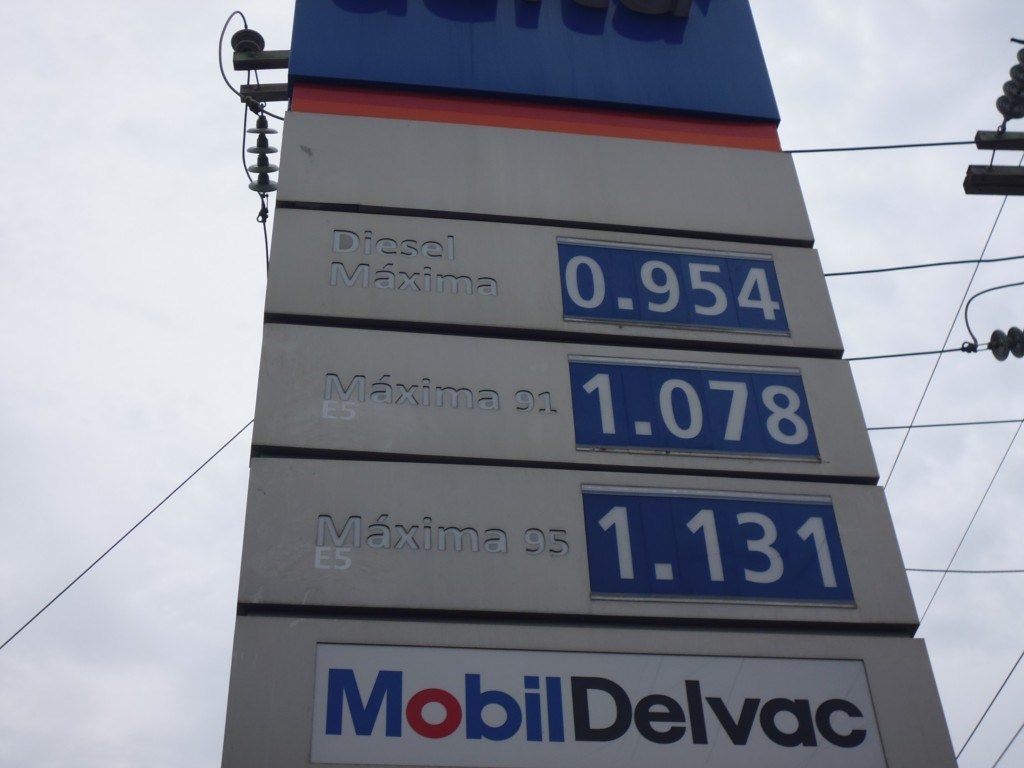 Diesel
Máxima
0.954
Máxima 91
E5
1.078
Máxima 95
E5
1.131
MobilDelvac